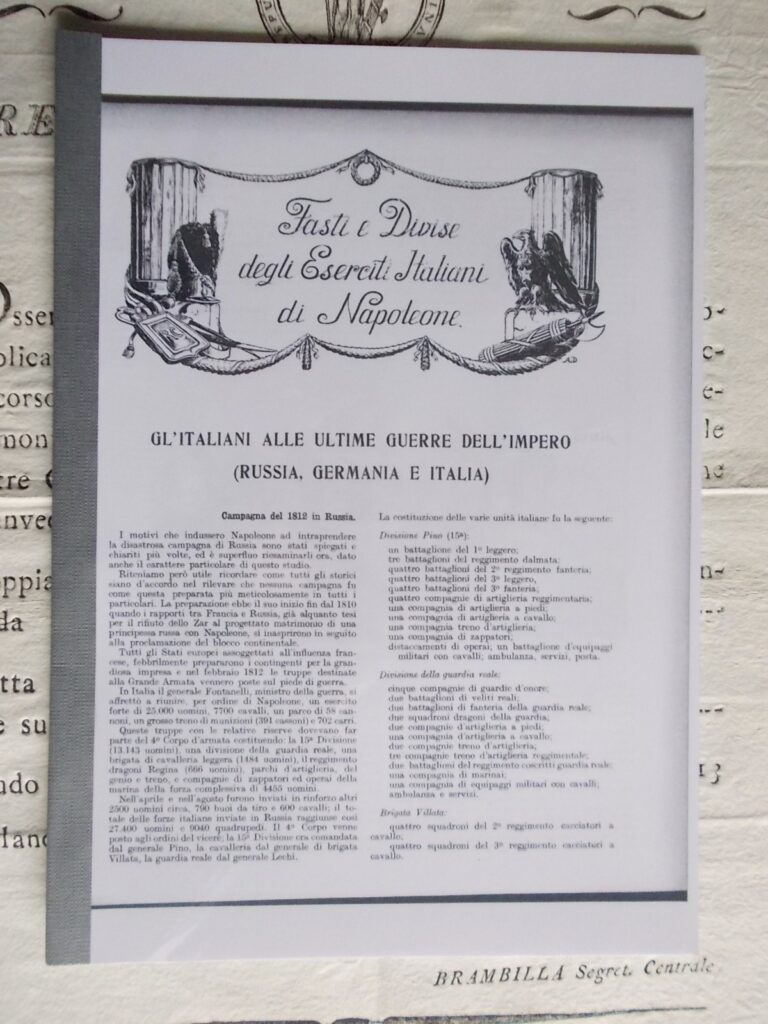 PUB
INA
RE
Fasti e Divise
degli Eserciti Italiani
di Napoleone.
AD
GL'ITALIANI ALLE ULTIME GUERRE DELL'IMPERO
(RUSSIA, GERMANIA E ITALIA)
Campagna del 1812 in Russia.
I motivi che indussero Napoleone ad intraprendere
la disastrosa campagna di Russia sono stati spiegati e
chiariti più volte, ed è superfluo riesaminarli ora, dato
anche il carattere particolare di questo studio.
Riteniamo però utile ricordare come tutti gli storici
siano d'accordo nel rilevare che nessuna campagna fu
come questa preparata più meticolosamente in tutti i
particolari. La preparazione ebbe il suo inizio fin dal 1810
quando i rapporti tra Francia e Russia, già alquanto tesi
per il rifiuto dello Zar al progettato matrimonio di una
principessa russa con Napoleone, si inasprirono in seguito
alla proclamazione del blocco continentale.
Tutti gli Stati europei assoggettati all'influenza fran-
cese, febbrilmente prepararono i contingenti per la gran-
diosa impresa e nel febbraio 1812 le truppe destinate
alla Grande Armata vennero poste sul piede di guerra.
In Italia il generale Fontanelli, ministro della guerra, si
affrettò a riunire, per ordine di Napoleone, un esercito
forte di 25.000 uomini, 7700 cavalli, un parco di 58 can-
noni, un grosso treno di munizioni (391 cassoni) e 702 carri.
Queste truppe con le relative riserve dovevano far
parte del 4º Corpo d'armata costituendo: la 15ª Divisione
(13.143 uomini), una divisione della guardia reale, una
brigata di cavalleria leggera (1484 uomini), il reggimento
dragoni Regina (666 uomini), parchi d'artiglieria, del
genio e treno, e compagnie di zappatori ed operai della
marina della forza complessiva di 4455 uomini.
Nell'aprile e nell'agosto furono inviati in rinforzo altri
2500 uomini circa, 790 buoi da tiro e 600 cavalli; il to-
tale delle forze italiane inviate in Russia raggiunse così
27.400 uomini e 9040 quadrupedi. Il 4º Corpo venne
posto agli ordini del viceré; la 15ª Divisione era comandata
dal generale Pino, la cavalleria dal generale di brigata
Villata, la guardia reale dal generale Lechi.
La costituzione delle varie unità italiane fu la seguente:
Divisione Pino (15ª):
un battaglione del 1º leggero;
tre battaglioni del reggimento dalmata;
quattro battaglioni del 2º reggimento fanteria;
quattro battaglioni del 3º leggero,
quattro battaglioni del 3º fanteria;
quattro compagnie di artiglieria reggimentaria;
una compagnia di artiglieria a piedi;
una compagnia di artiglieria a cavallo;
una compagnia treno d'artiglieria;
una compagnia di zappatori;
distaccamenti di operai, un battaglione d'equipaggi
militari con cavalli; ambulanza, servizi, posta.
Divisione della guardia reale:
cinque compagnie di guardie d'onore;
due battaglioni di veliti reali;
due battaglioni di fanteria della guardia reale;
due squadroni dragoni della guardia;
due compagnie di artiglieria a piedi;
una compagnia d'artiglieria a cavallo;
due compagnie treno d'artiglieria;
tre compagnie treno d'artiglieria reggimentale;
due battaglioni del reggimento coscritti guardia reale;
una compagnia di marinai;
una compagnia di equipaggi militari con cavalli;
ambulanza e servizi.
Brigata Villata:
quattro squadroni del 2º reggimento cacciatori a
cavallo;
quattro squadroni del 3º reggimento cacciatori a
cavallo.
BRAMBILLA Segret. Centrale.